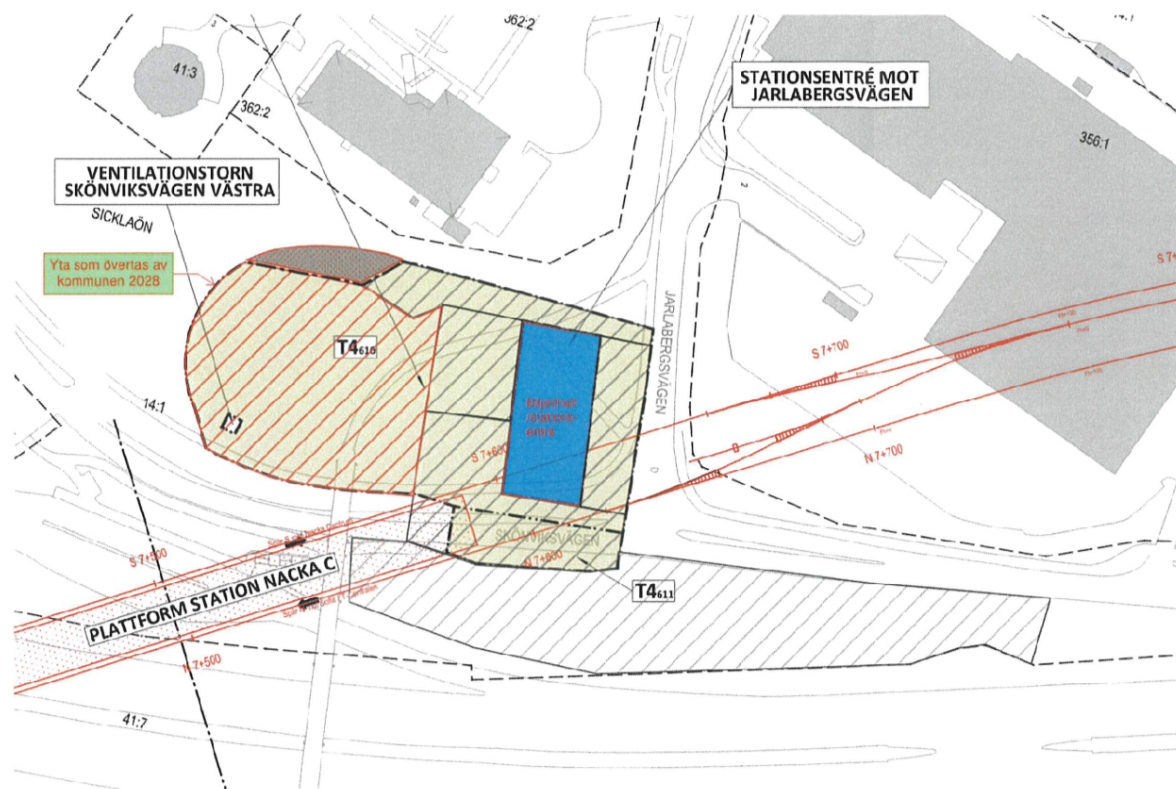 362:2
14:1
41:3
STATIONSENTRÉ MOT
JARLABERGSVÄGEN
362:2
356:1
VENTILATIONSTORN
SKÖNVIKSVÄGEN VÄSTRA
SICKLAÖN
Yta som övertas av
kommunen 2028
JARLABERGSVÄGEN
T4610
S 7+700
14:1
S 7+600
N 7+700
SKÖNVIKSVÄGEN
N 7+600
S 7+500
T4611
PLATTFORM STATION NACKA C
N 7+500
41:7